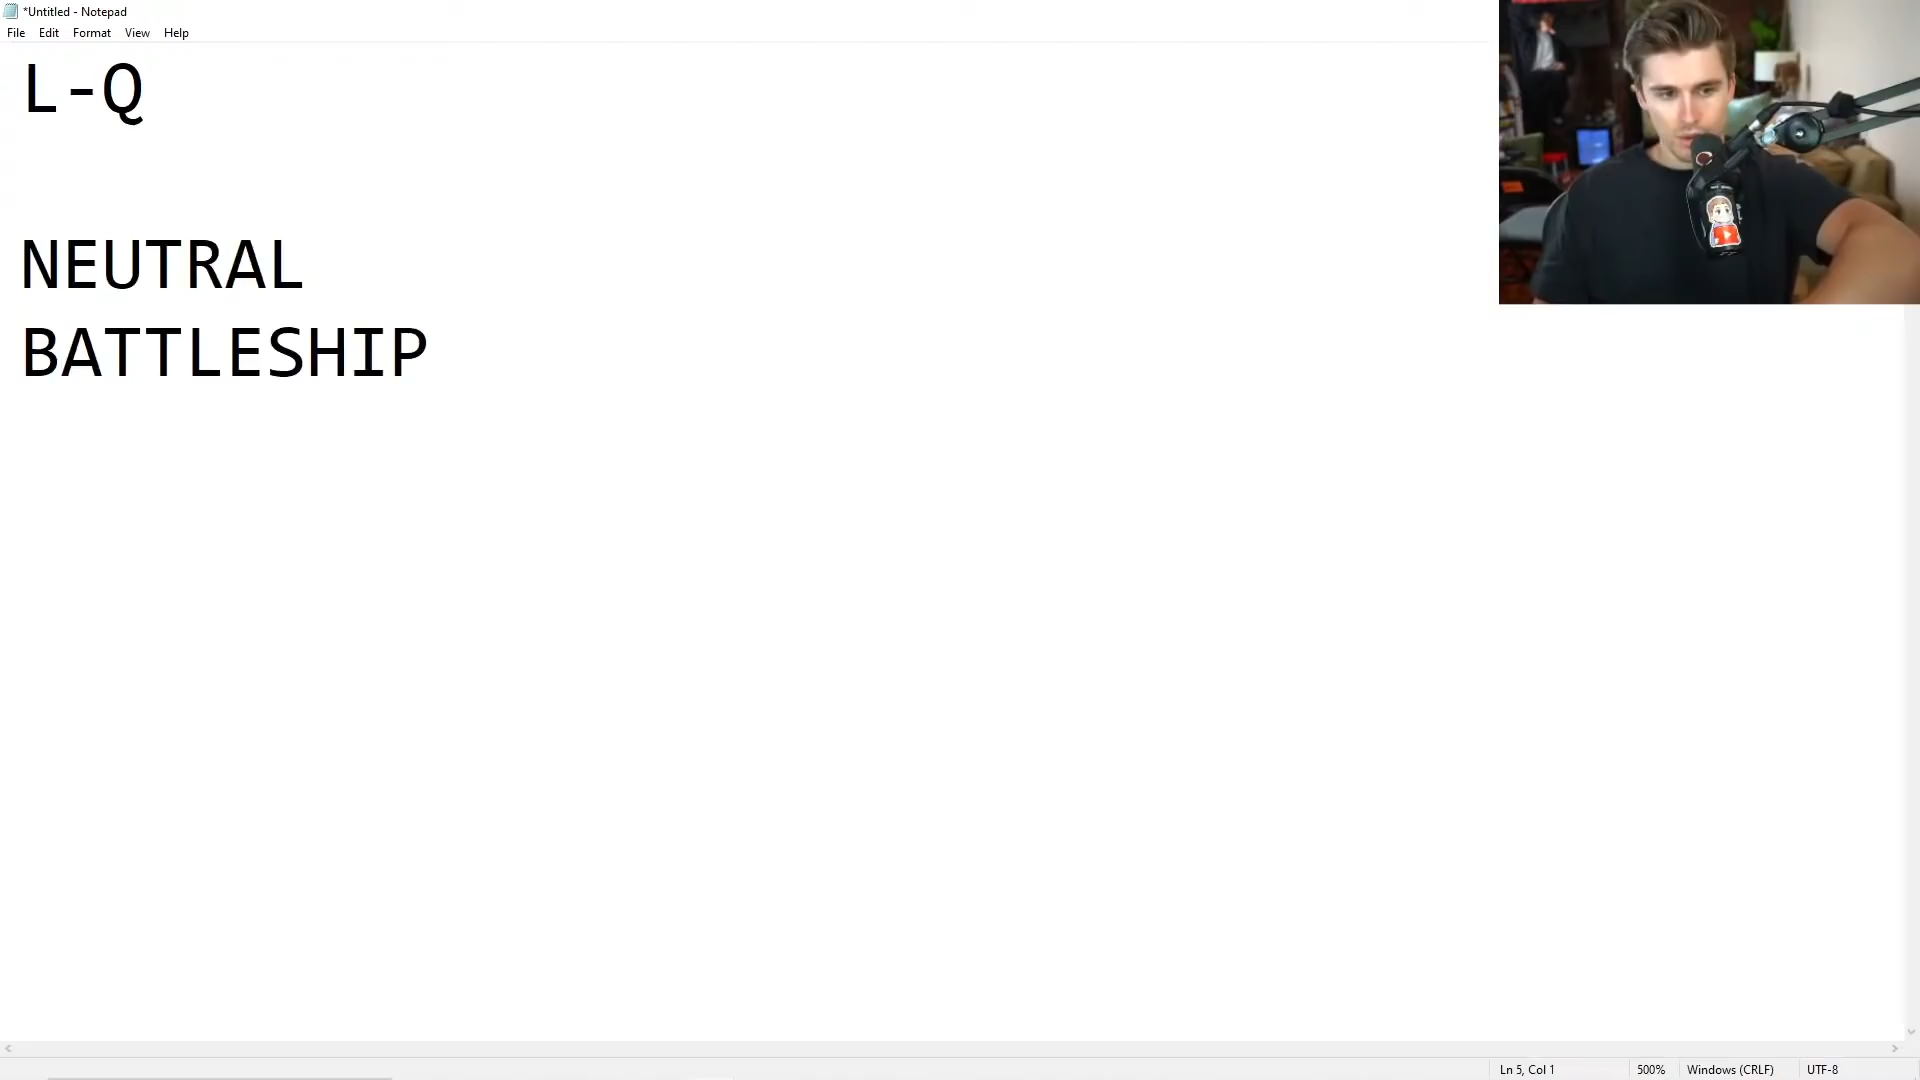 *Untitled - Notepad
File Edit Format View Help
L-Q
NEUTRAL
BATTLESHIP
Ln 5, Col 1 500% Windows (CRLF) UTF-8